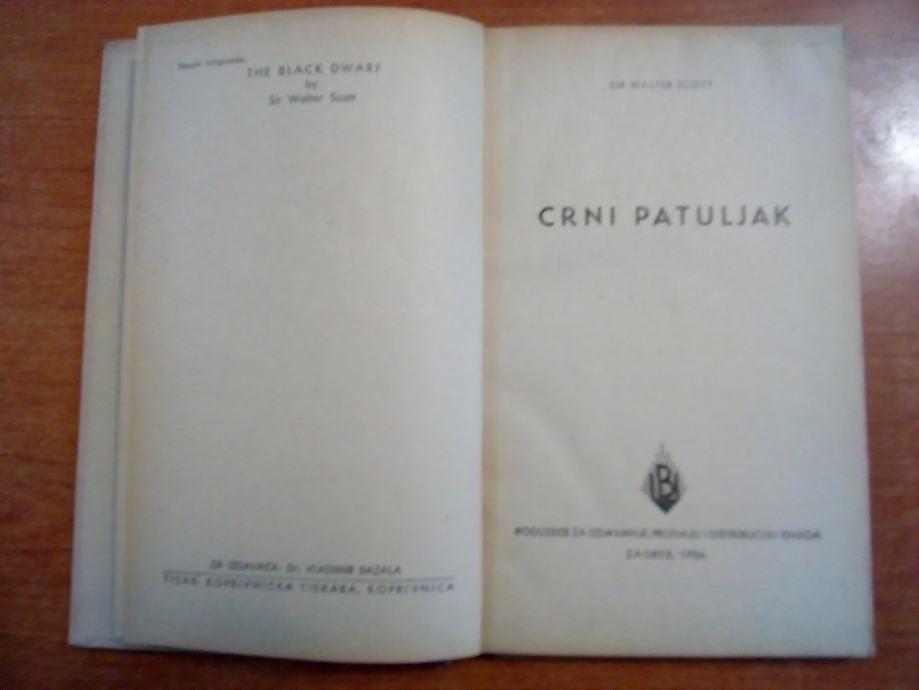 Naziv originala:
THE BLACK DWARF
by
Sir Walter Scott
ZA IZDAVAČA: Dr. VLADIMIR BAZALA
TISAK KOPRIVNIČKA TISKARA, KOPRIVNICA
SIR WALTER SCOTT
CRNI PATULJAK
PODUZEĆE ZA IZDAVANJE, PRODAJU I DISTRIBUCIJU KNJIGA
ZAGREB, 1956